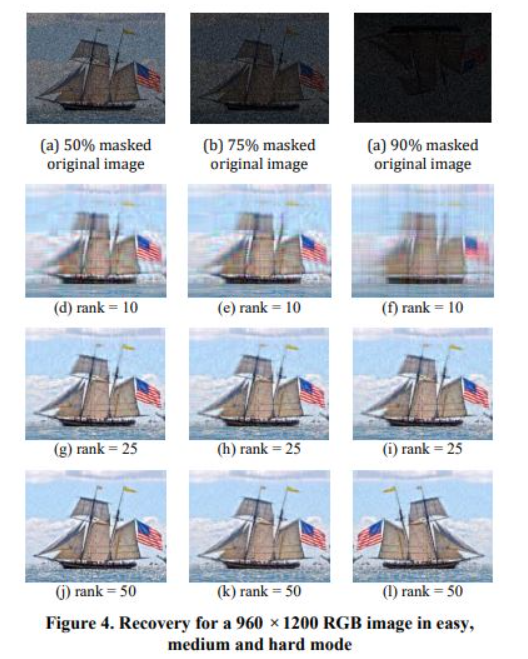 (a) 50% masked original image
(b) 75% masked original image
(a) 90% masked original image
(d) rank = 10
(e) rank = 10
(f) rank = 10
(g) rank = 25
(h) rank = 25
(i) rank = 25
(j) rank = 50
(k) rank = 50
(l) rank = 50
Figure 4. Recovery for a 960 × 1200 RGB image in easy,
medium and hard mode